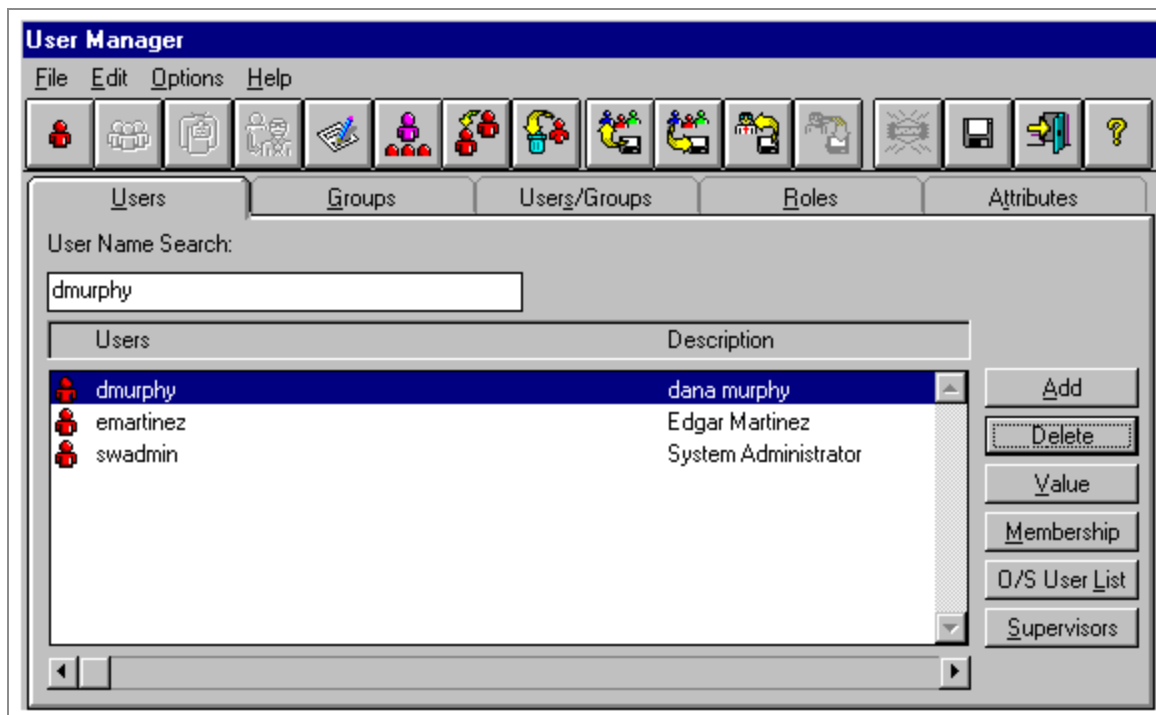 User Manager
File Edit Options Help
Users Groups Users/Groups Roles Attributes
User Name Search:
dmurphy
Users Description
dmurphy dana murphy
emartinez Edgar Martinez
swadmin System Administrator
Add
Delete
Value
Membership
O/S User List
Supervisors